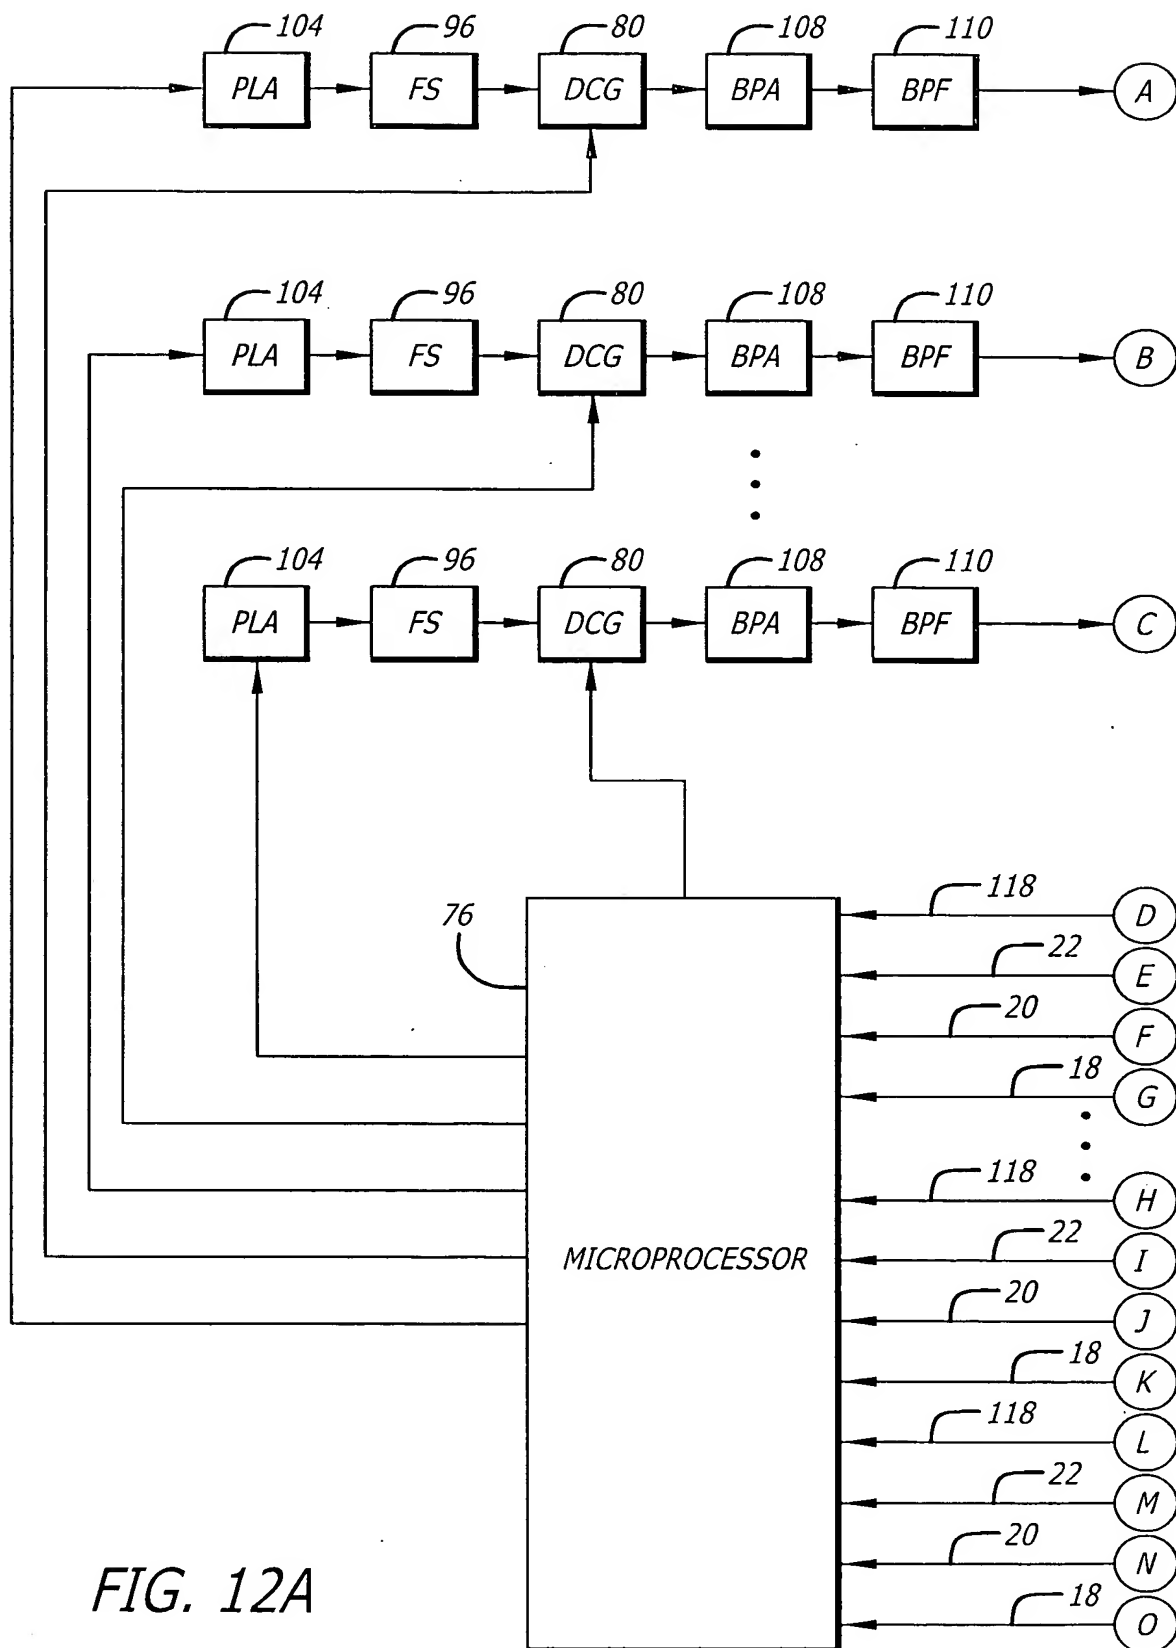 104 96 80 108 110
PLA FS DCG BPA BPF A
104 96 80 108 110
PLA FS DCG BPA BPF B
104 96 80 108 110
PLA FS DCG BPA BPF C
76
118 D
22 E
20 F
18 G
118 H
MICROPROCESSOR
22 I
20 J
18 K
118 L
22 M
20 N
18 O
FIG. 12A